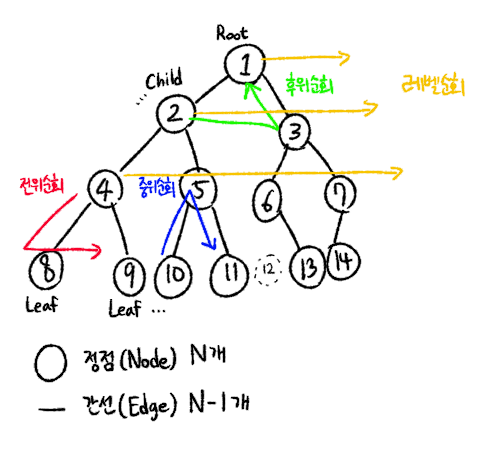 Root
1
후위순회
레벨순회
Child
...
2
3
전위순회
4
중위순회
5
6
7
8
9
10
11
12
13
14
Leaf
Leaf ...
정점(Node) N개
간선(Edge) N-1개